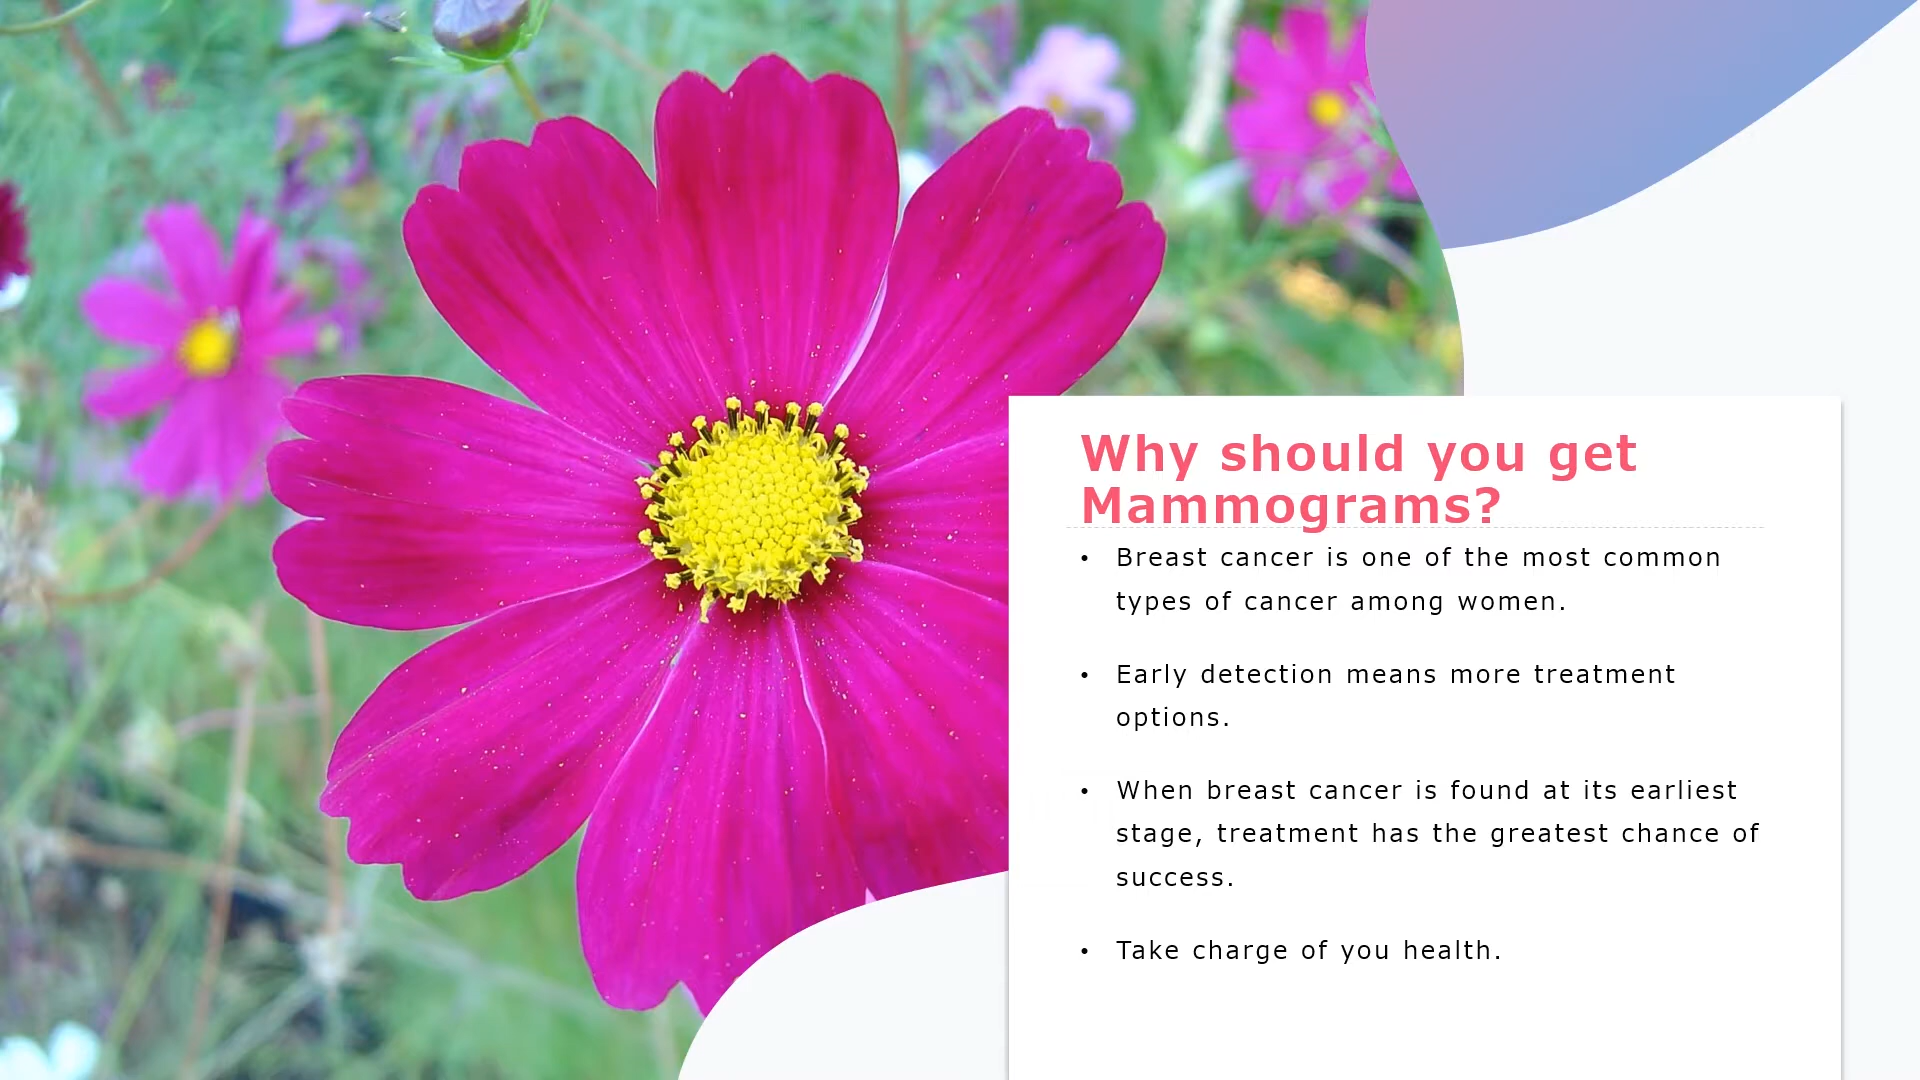 Why should you get
Mammograms?
• Breast cancer is one of the most common
types of cancer among women.
• Early detection means more treatment
options.
• When breast cancer is found at its earliest
stage, treatment has the greatest chance of
success.
• Take charge of you health.